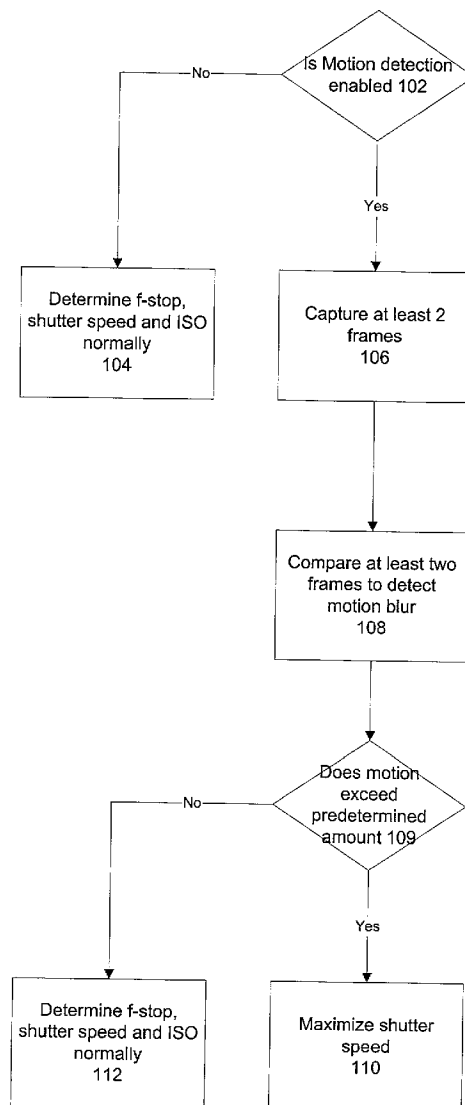 Is Motion detection
enabled 102
No
Yes
Determine f-stop,
shutter speed and ISO
normally
104
Capture at least 2
frames
106
Compare at least two
frames to detect
motion blur
108
Does motion
exceed
predetermined
amount 109
No
Yes
Determine f-stop,
shutter speed and ISO
normally
112
Maximize shutter
speed
110